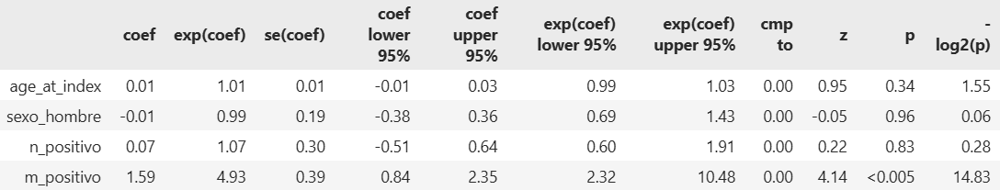 coef exp(coef) se(coef) coef lower 95% coef upper 95% exp(coef) lower 95% exp(coef) upper 95% cmp to z p -log2(p)
age_at_index 0.01 1.01 0.01 -0.01 0.03 0.99 1.03 0.00 0.95 0.34 1.55
sexo_hombre -0.01 0.99 0.19 -0.38 0.36 0.69 1.43 0.00 -0.05 0.96 0.06
n_positivo 0.07 1.07 0.30 -0.51 0.64 0.60 1.91 0.00 0.22 0.83 0.28
m_positivo 1.59 4.93 0.39 0.84 2.35 2.32 10.48 0.00 4.14 <0.005 14.83